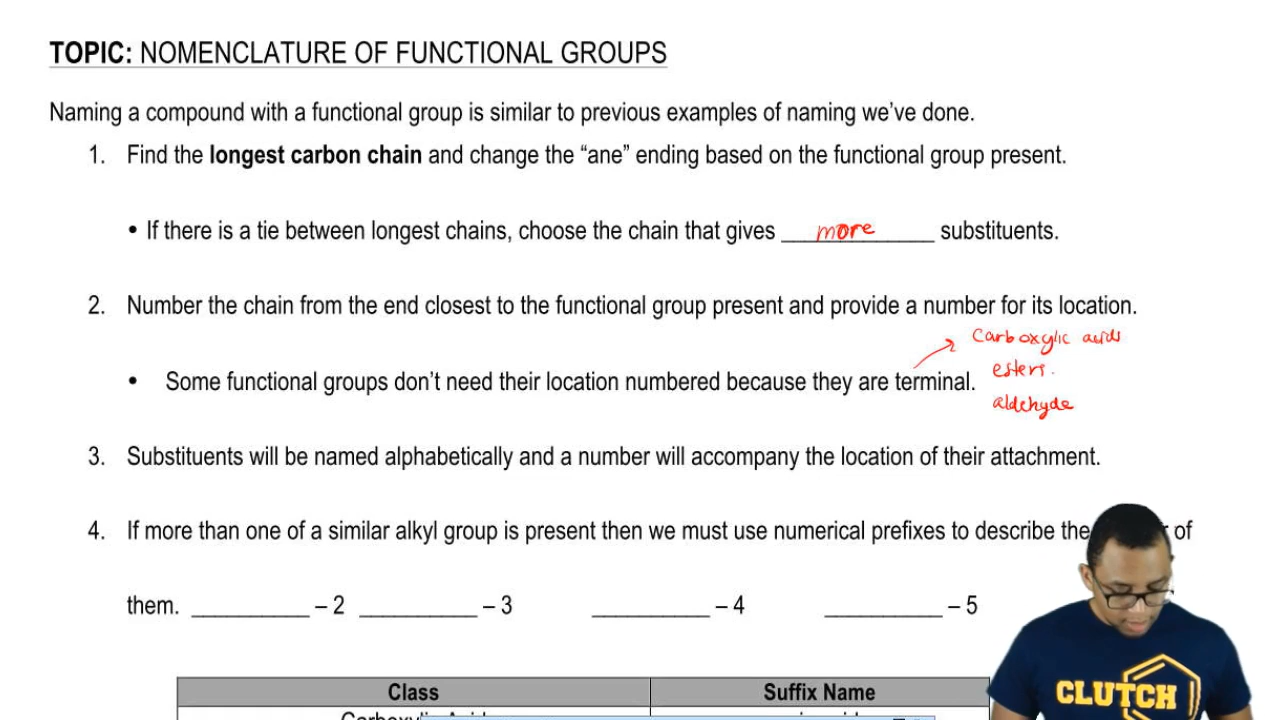 TOPIC: NOMENCLATURE OF FUNCTIONAL GROUPS
Naming a compound with a functional group is similar to previous examples of naming we've done.
1. Find the longest carbon chain and change the “ane” ending based on the functional group present.
• If there is a tie between longest chains, choose the chain that gives more substituents.
2. Number the chain from the end closest to the functional group present and provide a number for its location.
carboxylic acids
• Some functional groups don't need their location numbered because they are terminal.
esters.
aldehyde
3. Substituents will be named alphabetically and a number will accompany the location of their attachment.
4. If more than one of a similar alkyl group is present then we must use numerical prefixes to describe the of
them. __________ – 2 __________ – 3 __________ – 4 __________ – 5
Class Suffix Name
CLUTCH